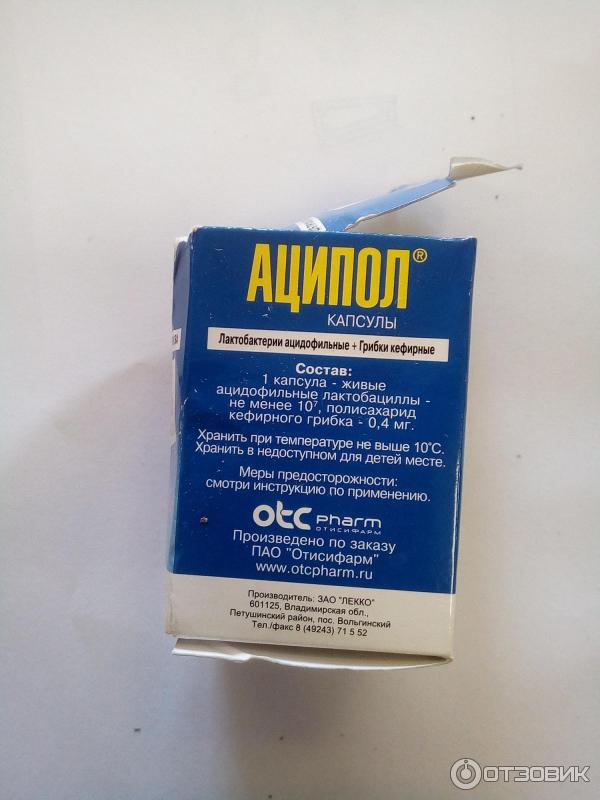 АЦИПОЛ®
КАПСУЛЫ
Лактобактерии ацидофильные + Грибки кефирные
Состав:
1 капсула - живые
ацидофильные лактобациллы -
не менее 10⁷, полисахарид
кефирного грибка - 0,4 мг.
Хранить при температуре не выше 10°С.
Хранить в недоступном для детей месте.
Меры предосторожности:
смотри инструкцию по применению.
otc pharm
ОТИСИФАРМ
Произведено по заказу
ПАО "Отисифарм"
www.otcpharm.ru
Производитель: ЗАО "ЛЕККО"
601125, Владимирская обл.,
Петушинский район, пос. Вольгинский
Тел./факс 8 (49243) 71 5 52
ОТЗОВИК